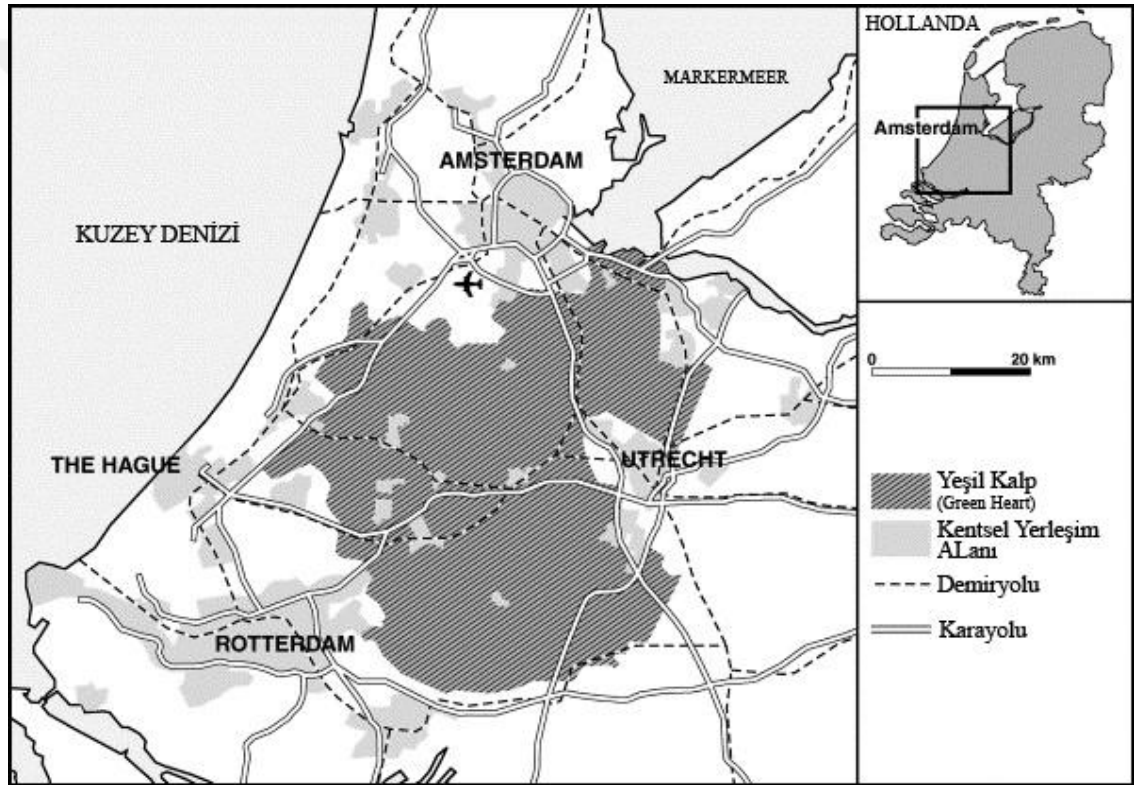 MARKERMEER
AMSTERDAM
KUZEY DENİZİ
THE HAGUE
UTRECHT
ROTTERDAM
HOLLANDA
Amsterdam
0 20 km
Yeşil Kalp
(Green Heart)
Kentsel Yerleşim
ALanı
Demiryolu
Karayolu